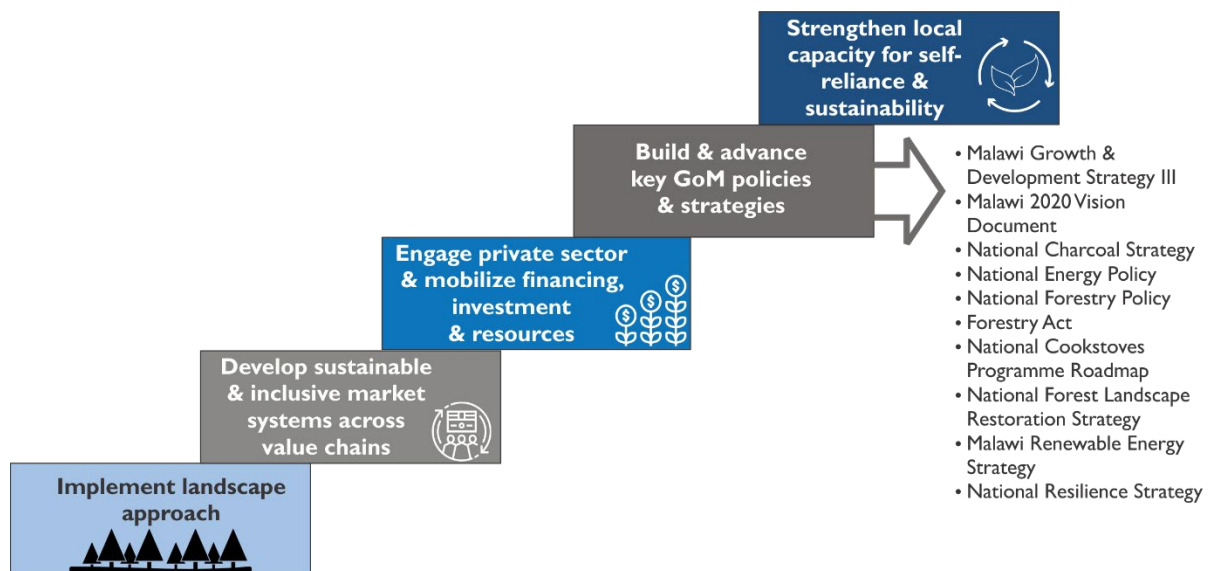 Strengthen local
capacity for self-
reliance &
sustainability
Build & advance
key GoM policies
& strategies
• Malawi Growth &
Development Strategy III
• Malawi 2020 Vision
Document
• National Charcoal Strategy
• National Energy Policy
• National Forestry Policy
• Forestry Act
• National Cookstoves
Programme Roadmap
• National Forest Landscape
Restoration Strategy
• Malawi Renewable Energy
Strategy
• National Resilience Strategy
Engage private sector
& mobilize financing,
investment
& resources
$ $ $
Develop sustainable
& inclusive market
systems across
value chains
Implement landscape
approach